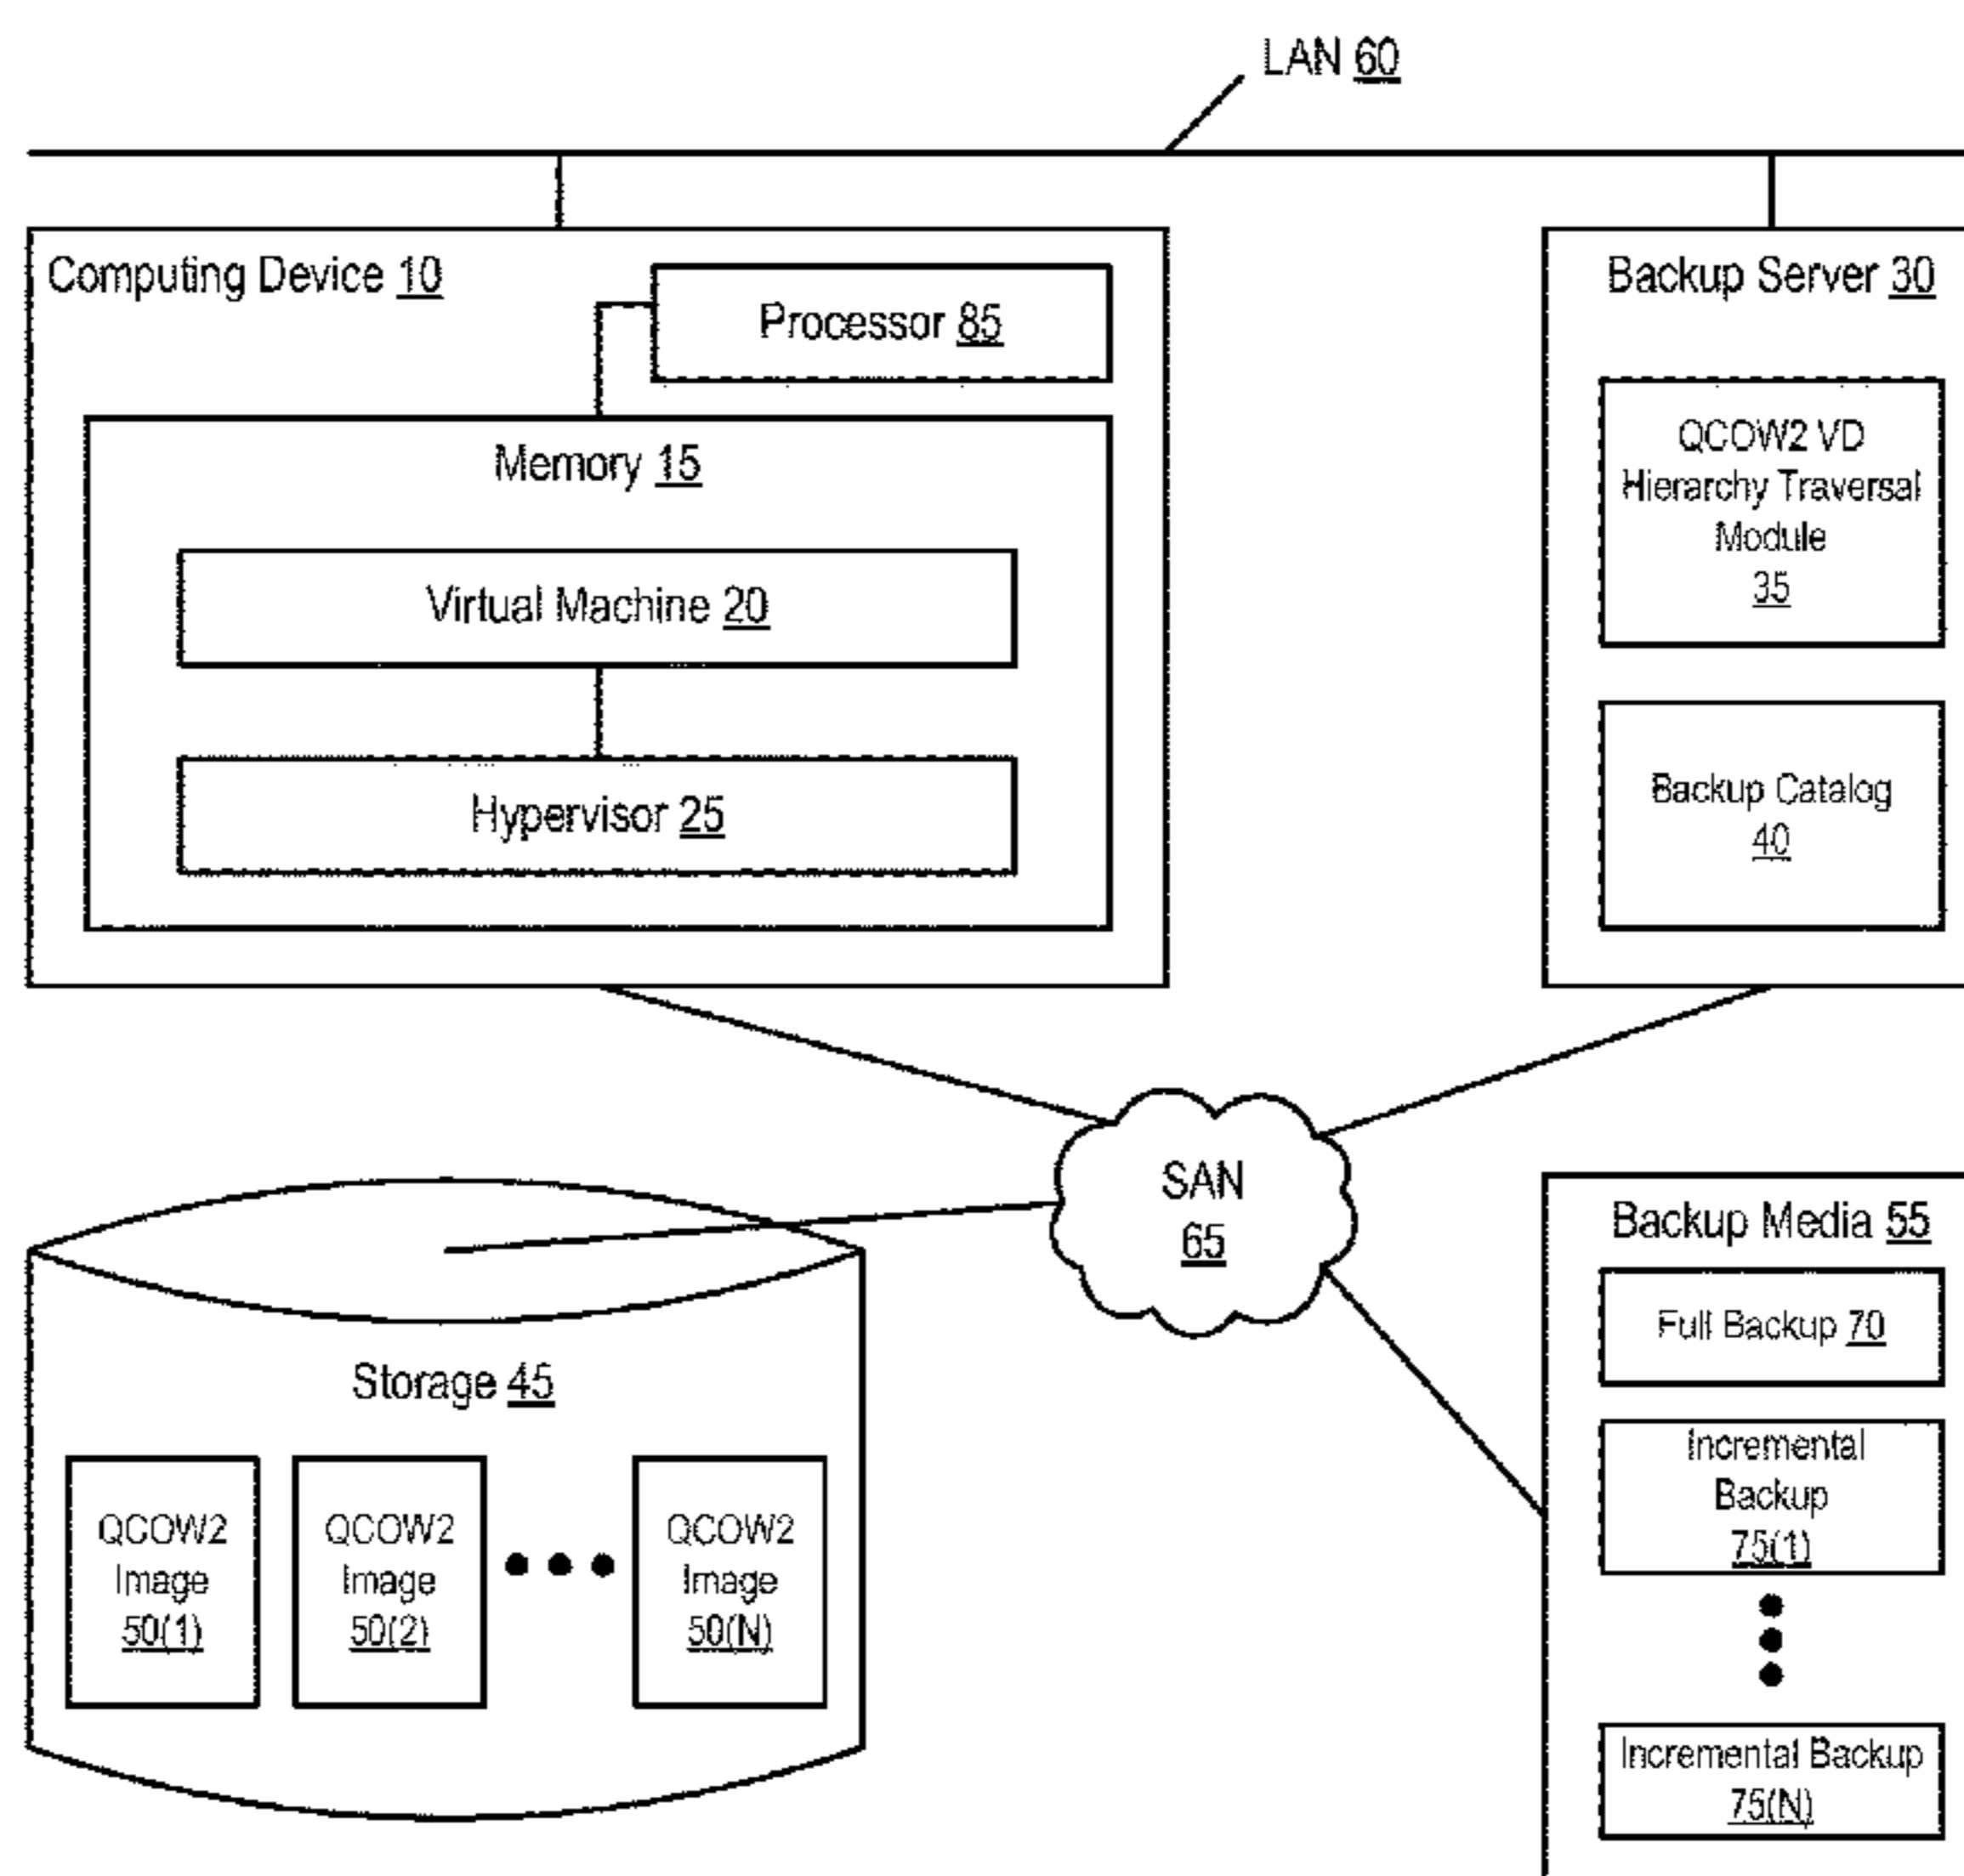 LAN 60
Computing Device 10
Processor 85
Memory 15
Virtual Machine 20
Hypervisor 25
Backup Server 30
QCOW2 VD
Hierarchy Traversal
Module
35
Backup Catalog
40
SAN
65
Storage 45
QCOW2
Image
50(1)
QCOW2
Image
50(2)
QCOW2
Image
50(N)
Backup Media 55
Full Backup 70
Incremental
Backup
75(1)
Incremental Backup
75(N)